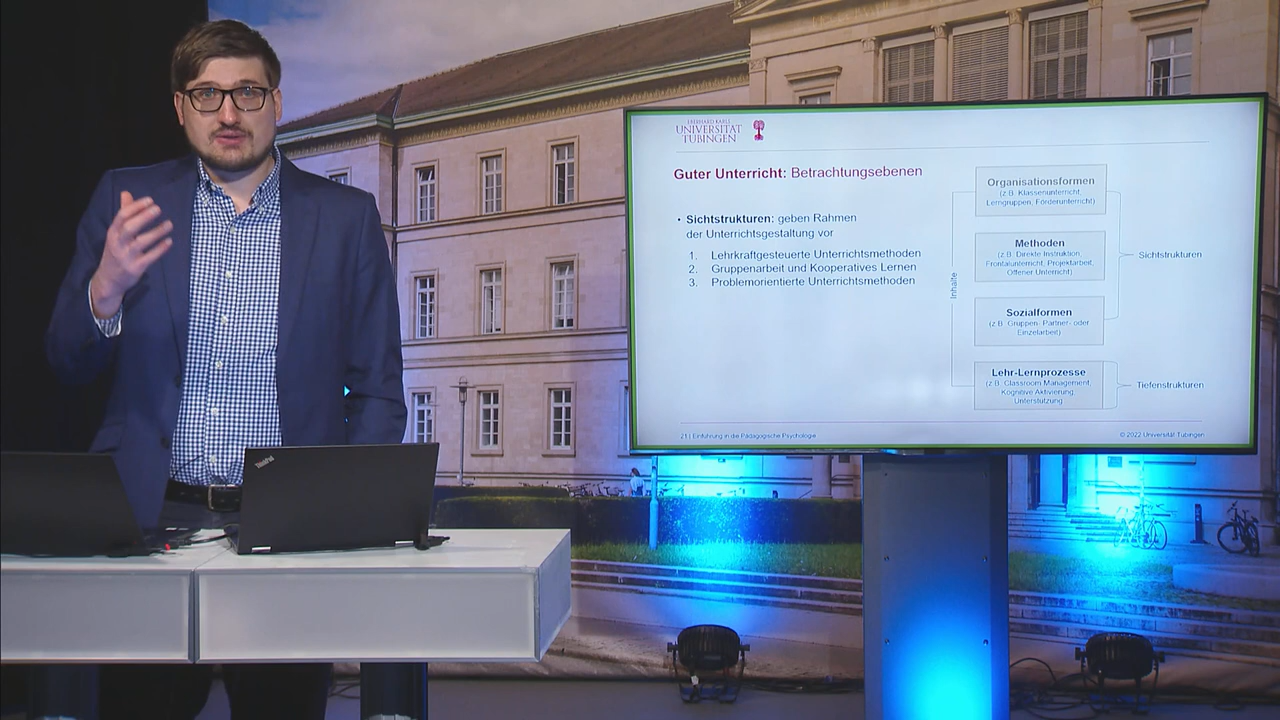 EBERHARD KARLS
UNIVERSITÄT
TÜBINGEN
Guter Unterricht: Betrachtungsebenen
• Sichtstrukturen: geben Rahmen
der Unterrichtsgestaltung vor
1. Lehrkraftgesteuerte Unterrichtsmethoden
2. Gruppenarbeit und Kooperatives Lernen
3. Problemorientierte Unterrichtsmethoden
Inhalte
Organisationsformen
(z.B. Klassenunterricht,
Lerngruppen, Förderunterricht)
Methoden
(z.B. Direkte Instruktion,
Frontalunterricht, Projektarbeit,
Offener Unterricht)
Sozialformen
(z.B. Gruppen- Partner- oder
Einzelarbeit)
Sichtstrukturen
Lehr-Lernprozesse
(z.B. Classroom Management,
Kognitive Aktivierung,
Unterstützung
Tiefenstrukturen
21 | Einführung in die Pädagogische Psychologie
© 2022 Universität Tübingen
ThinkPad